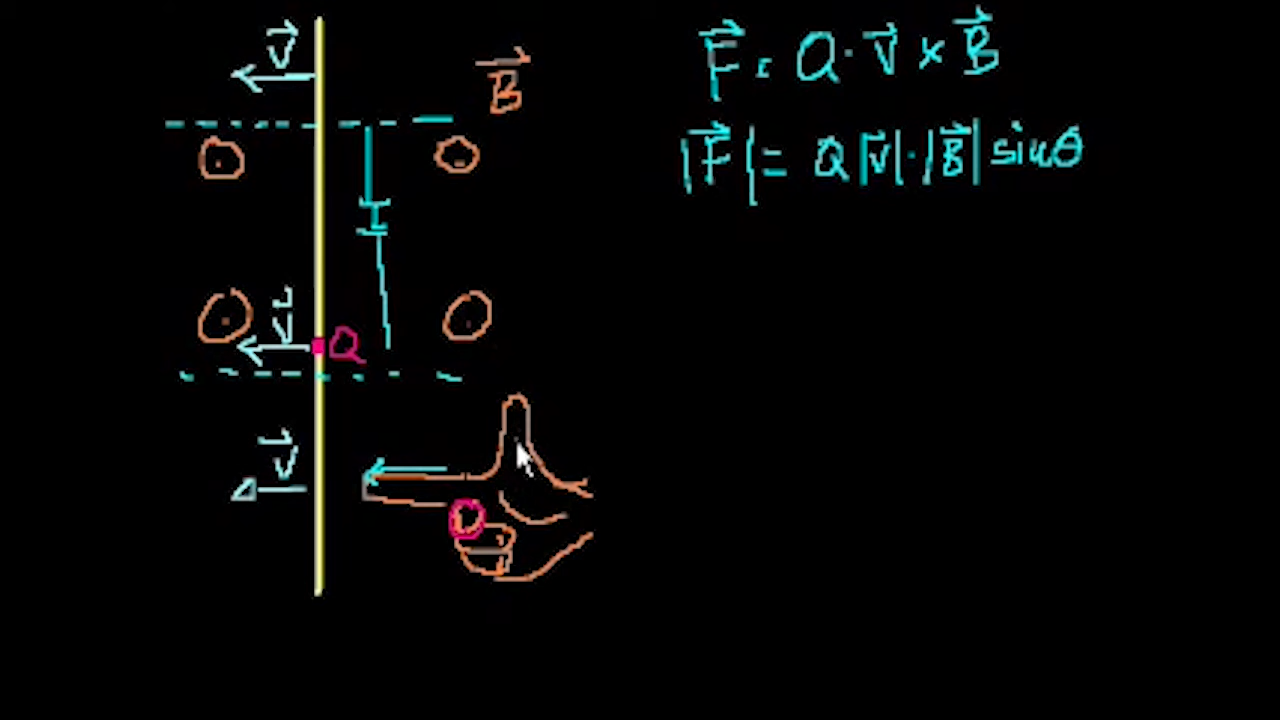 V⃗
B⃗
F⃗ = Q · V⃗ × B⃗
|F⃗| = Q |V⃗| · |B⃗| sinθ
I
V⃗
Q
V⃗